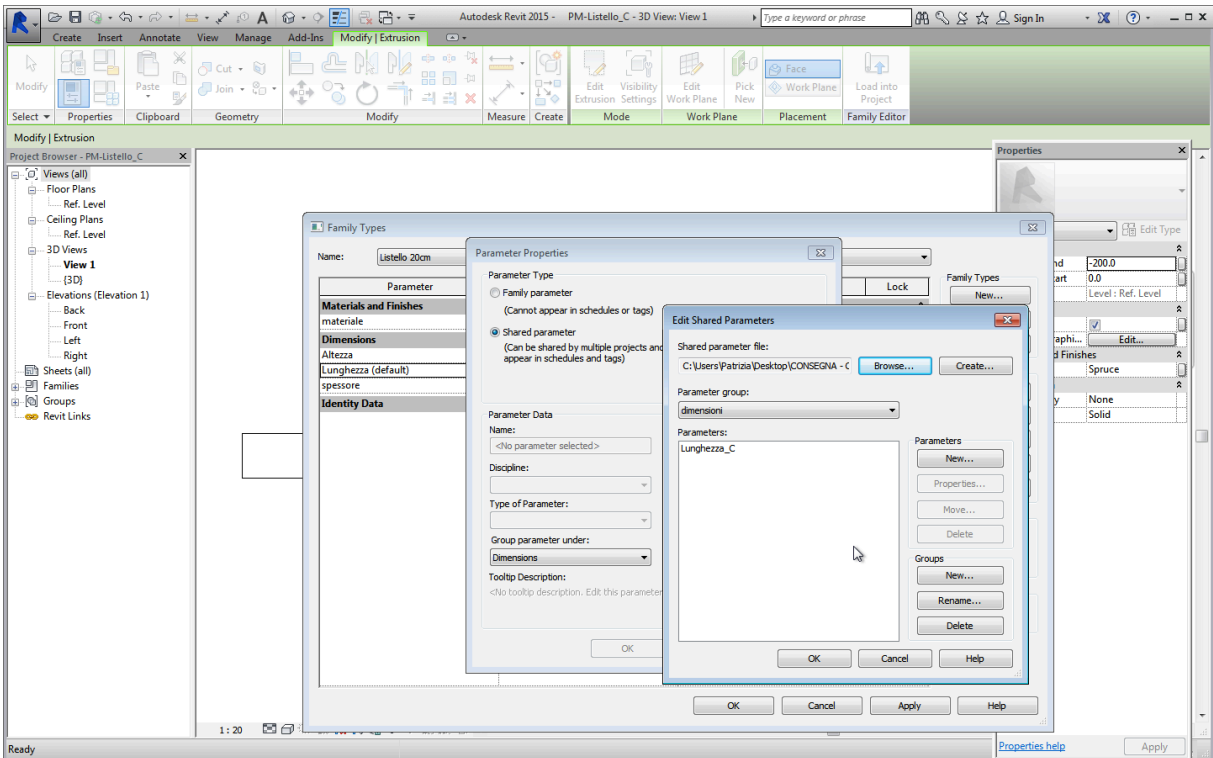 Autodesk Revit 2015 - PM-Listello_C - 3D View: View 1
Type a keyword or phrase
Sign In
Create Insert Annotate View Manage Add-Ins Modify | Extrusion
Modify
Paste
Cut
Join
Edit Extrusion
Visibility Settings
Edit Work Plane
Pick New
Face
Work Plane
Load into Project
Select Properties Clipboard Geometry Modify Measure Create Mode Work Plane Placement Family Editor
Modify | Extrusion
Project Browser - PM-Listello_C
Views (all)
Floor Plans
Ref. Level
Ceiling Plans
Ref. Level
3D Views
View 1
{3D}
Elevations (Elevation 1)
Back
Front
Left
Right
Sheets (all)
Families
Groups
Revit Links
Family Types
Name: Listello 20cm
Parameter
Lock
Materials and Finishes
materiale
Dimensions
Altezza
Lunghezza (default)
spessore
Identity Data
Family Types
New...
OK Cancel Apply Help
Parameter Properties
Parameter Type
Family parameter
(Cannot appear in schedules or tags)
Shared parameter
(Can be shared by multiple projects and
appear in schedules and tags)
Parameter Data
Name:
<No parameter selected>
Discipline:
Type of Parameter:
Group parameter under:
Dimensions
Tooltip Description:
<No tooltip description. Edit this parameter
OK
Edit Shared Parameters
Shared parameter file:
C:\Users\Patrizia\Desktop\CONSEGNA - C
Browse...
Create...
Parameter group:
dimensioni
Parameters:
Lunghezza_C
Parameters
New...
Properties...
Move...
Delete
Groups
New...
Rename...
Delete
OK Cancel Help
Properties
Edit Type
nd -200.0
art 0.0
Level : Ref. Level
aphi... Edit...
d Finishes
Spruce
y None
Solid
Properties help
Apply
1 : 20
Ready